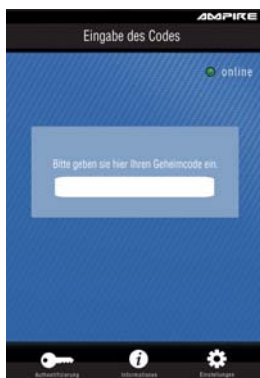 AMPIRE
Eingabe des Codes
online
Bitte geben sie hier Ihren Geheimcode ein.
Authentifizierung
Informationen
Einstellungen